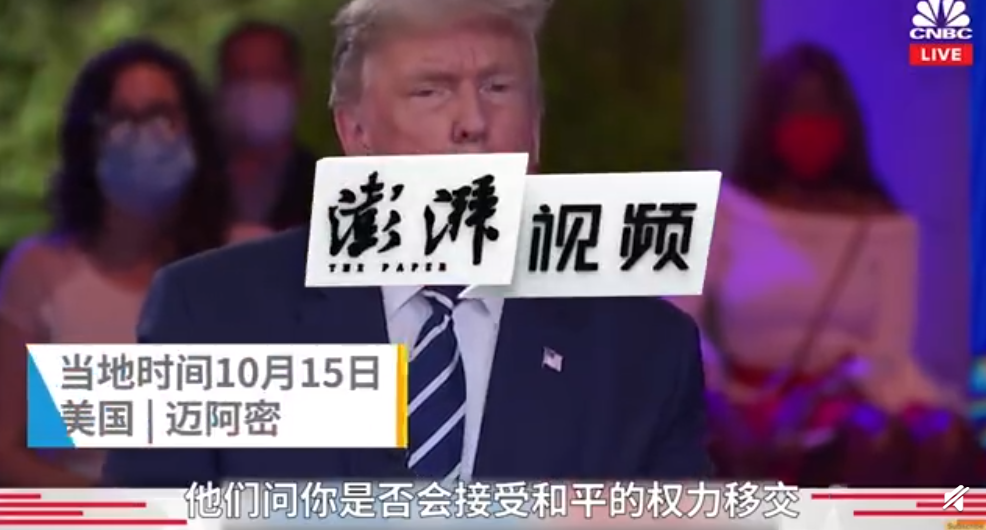 CNBC
LIVE
澎湃 视频
THE PAPER
当地时间10月15日
美国 | 迈阿密
他们问你是否会接受和平的权力移交